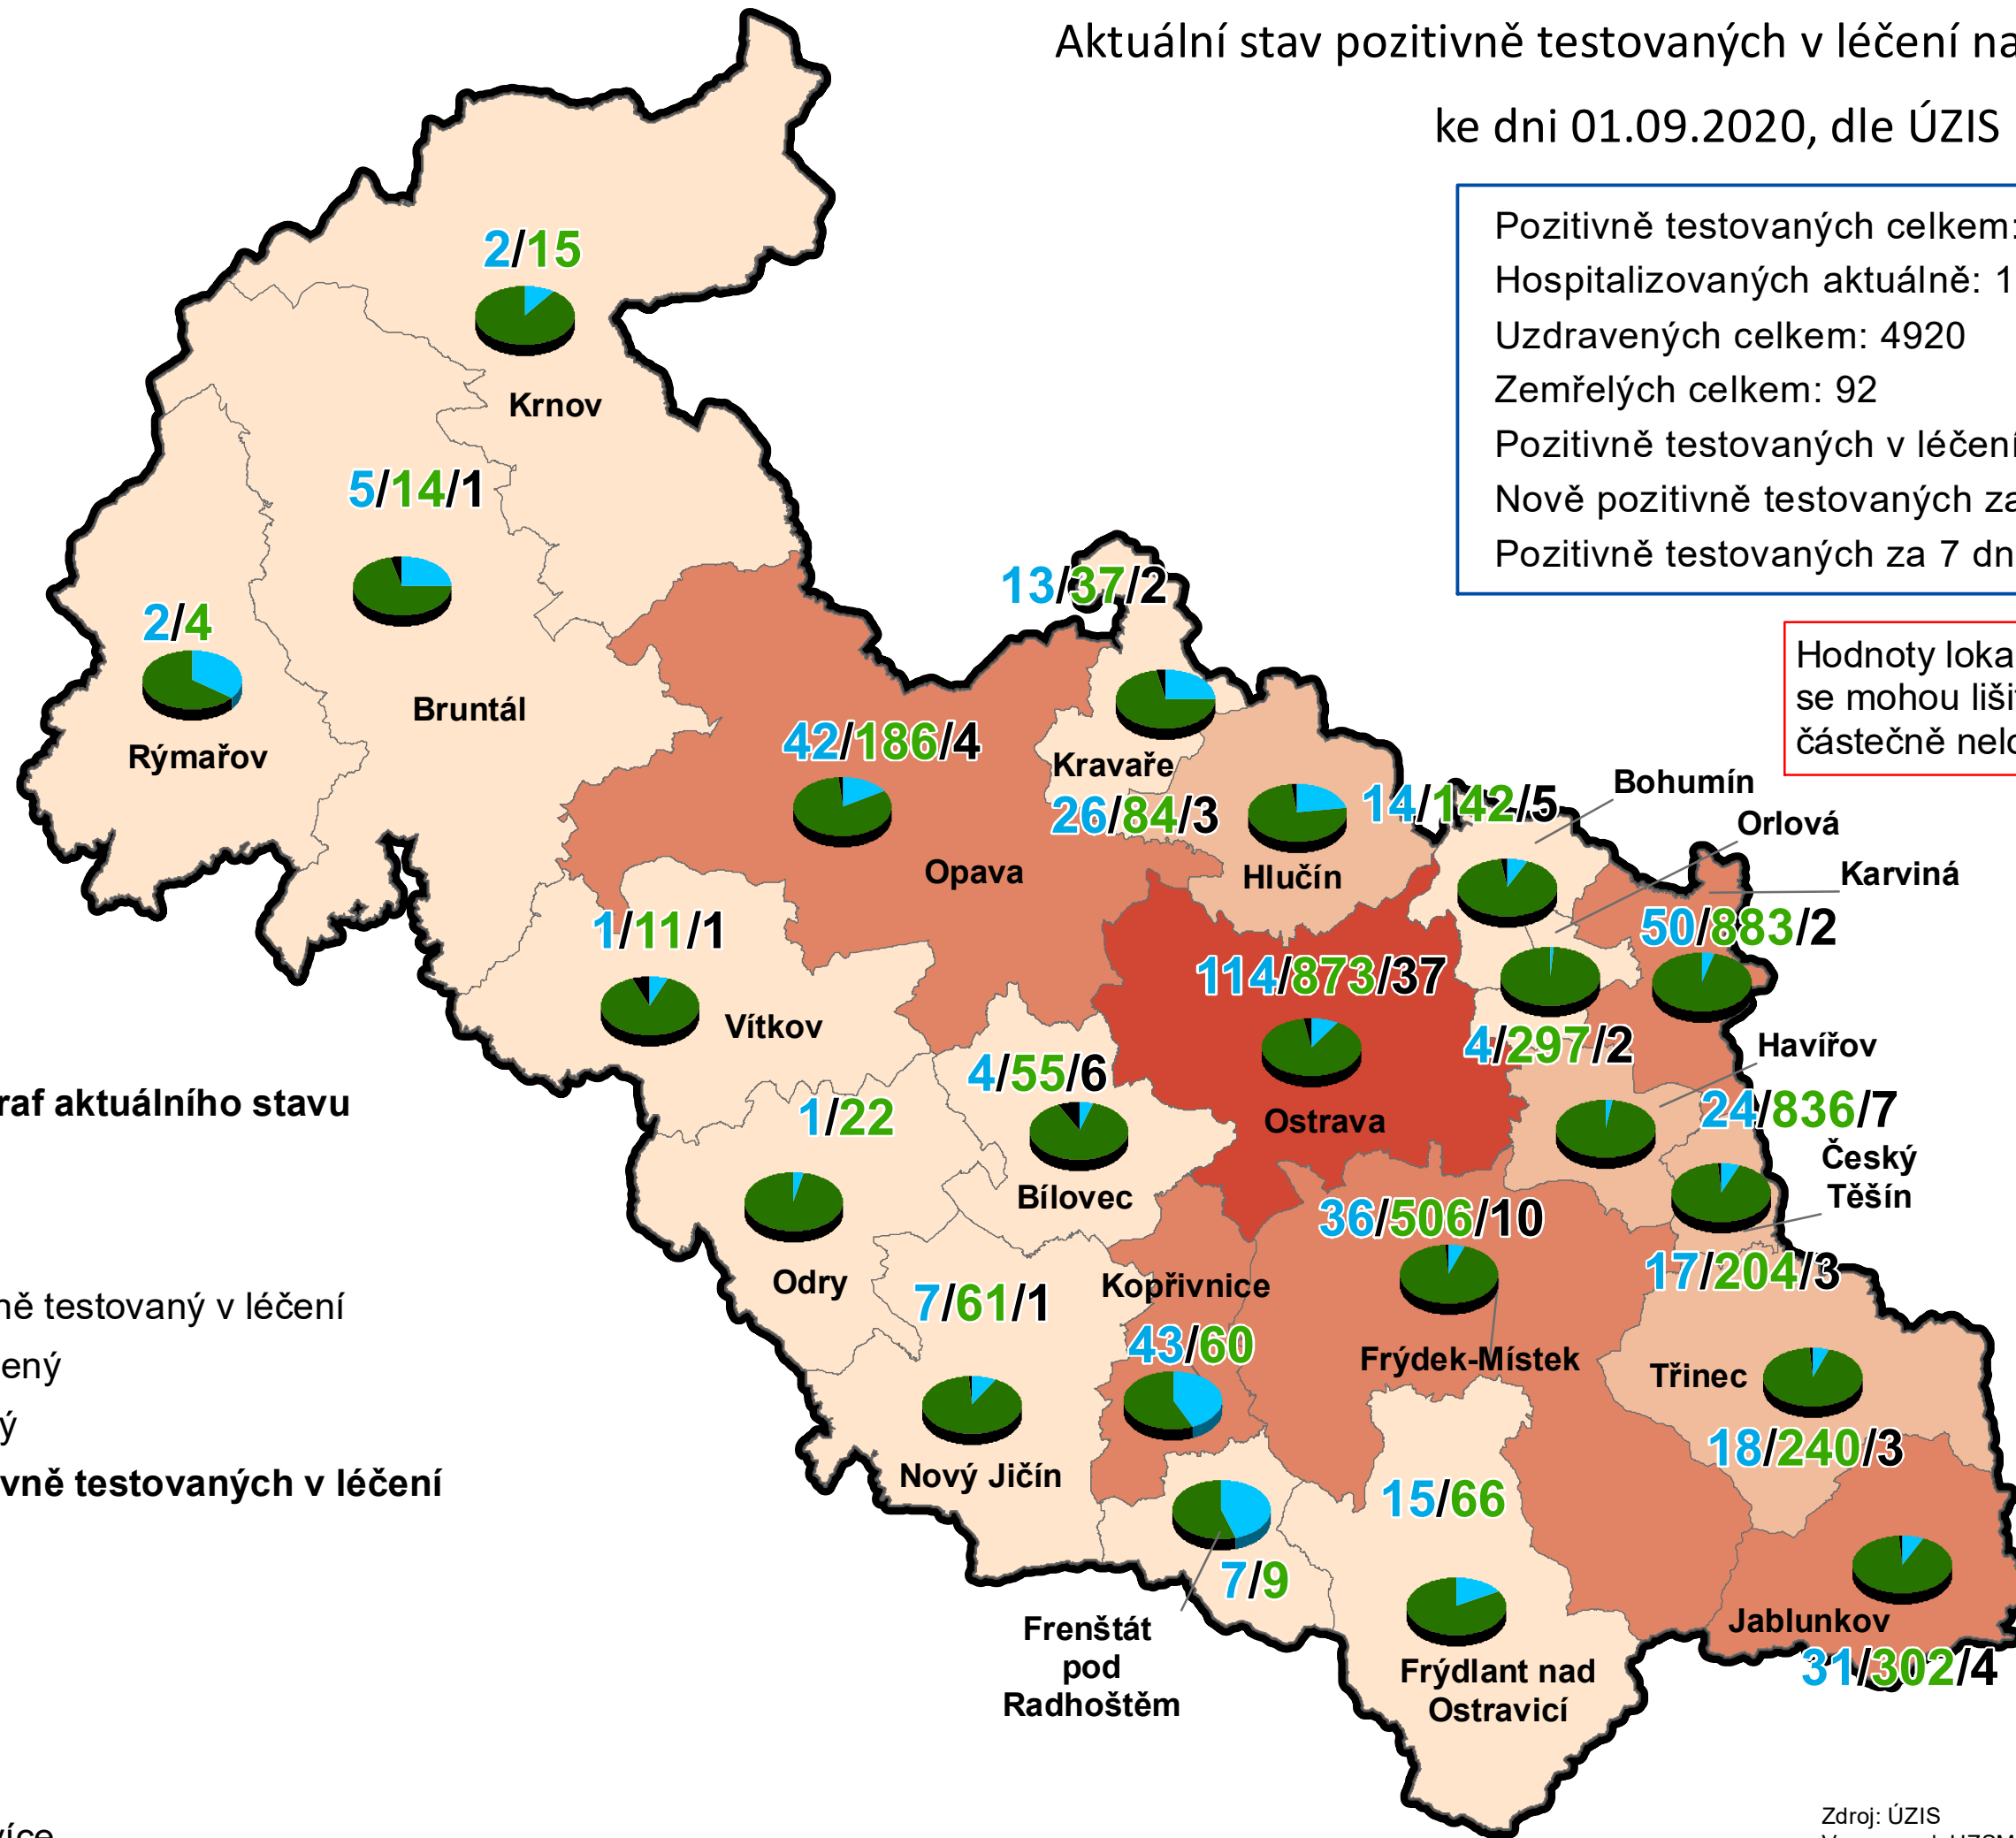 Aktuální stav pozitivně testovaných v léčení na
ke dni 01.09.2020, dle ÚZIS
Pozitivně testovaných celkem:
Hospitalizovaných aktuálně: 1
Uzdravených celkem: 4920
Zemřelých celkem: 92
Pozitivně testovaných v léčení
Nově pozitivně testovaných za
Pozitivně testovaných za 7 dn
Hodnoty loka
se mohou liši
částečně nelo
2/15
Krnov
5/14/1
Bruntál
2/4
Rýmařov
13/37/2
Kravaře
42/186/4
Opava
26/84/3
Hlučín
14/142/5
Bohumín
Orlová
Karviná
50/883/2
1/11/1
Vítkov
114/873/37
Ostrava
4/297/2
Havířov
24/836/7
Český
Těšín
17/204/3
4/55/6
Bílovec
1/22
Odry
7/61/1
Nový Jičín
Kopřivnice
43/60
36/506/10
Frýdek-Místek
Třinec
18/240/3
15/66
Frýdlant nad
Ostravicí
7/9
Frenštát
pod
Radhoštěm
Jablunkov
31/302/4
raf aktuálního stavu
ně testovaný v léčení
ený
ý
vně testovaných v léčení
více
Zdroj: ÚZIS